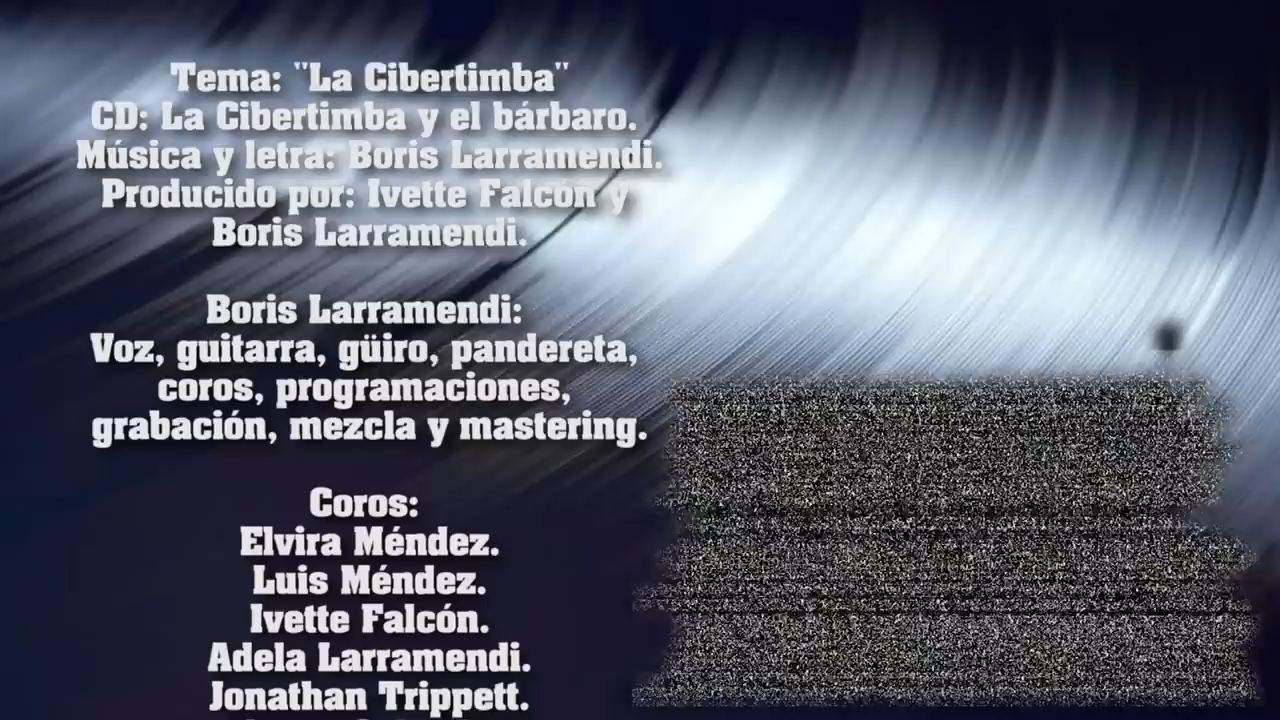 Tema: "La Cibertimba"
CD: La Cibertimba y el bárbaro.
Música y letra: Boris Larramendi.
Producido por: Ivette Falcón y
Boris Larramendi.
Boris Larramendi:
Voz, guitarra, güiro, pandereta,
coros, programaciones,
grabación, mezcla y mastering.
Coros:
Elvira Méndez.
Luis Méndez.
Ivette Falcón.
Adela Larramendi.
Jonathan Trippett.